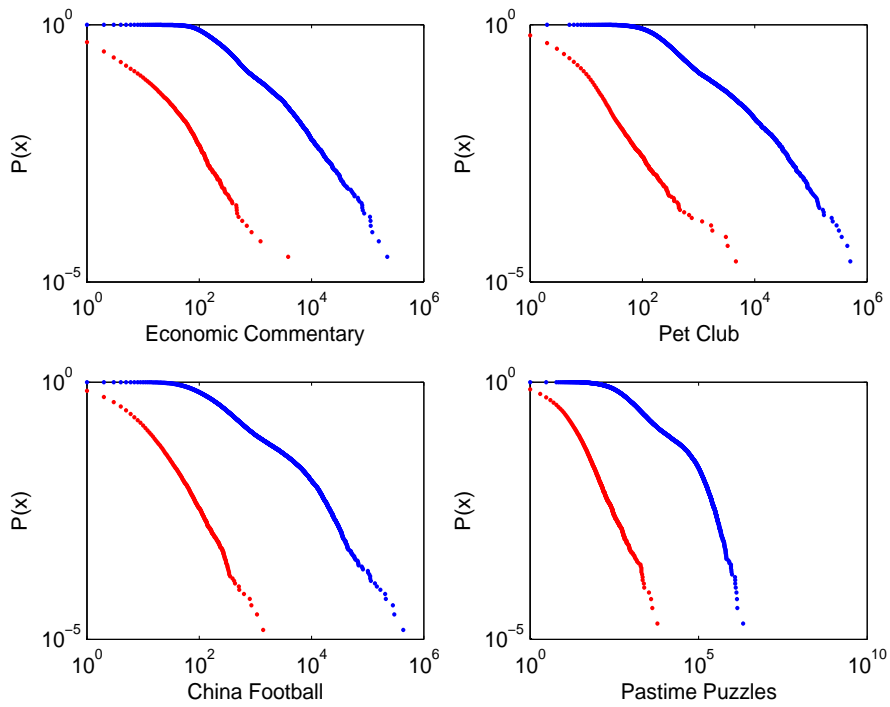 10^0
P(x)
10^−5
10^0 10^2 10^4 10^6
Economic Commentary
10^0
P(x)
10^−5
10^0 10^2 10^4 10^6
Pet Club
10^0
P(x)
10^−5
10^0 10^2 10^4 10^6
China Football
10^0
P(x)
10^−5
10^0 10^5 10^10
Pastime Puzzles